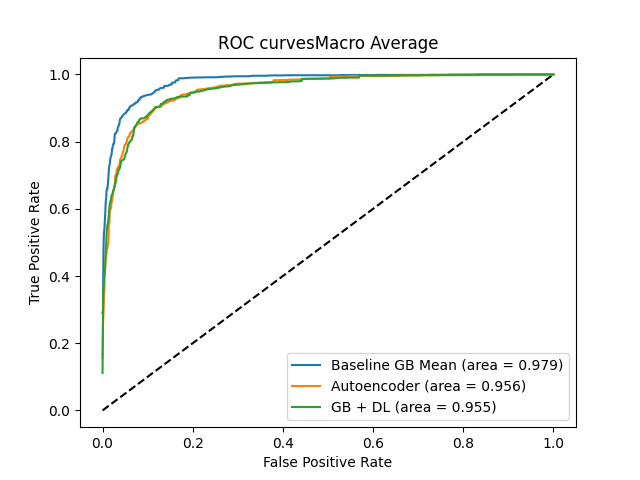 ROC curvesMacro Average
True Positive Rate
1.0
0.8
0.6
0.4
0.2
0.0
Baseline GB Mean (area = 0.979)
Autoencoder (area = 0.956)
GB + DL (area = 0.955)
0.0 0.2 0.4 0.6 0.8 1.0
False Positive Rate